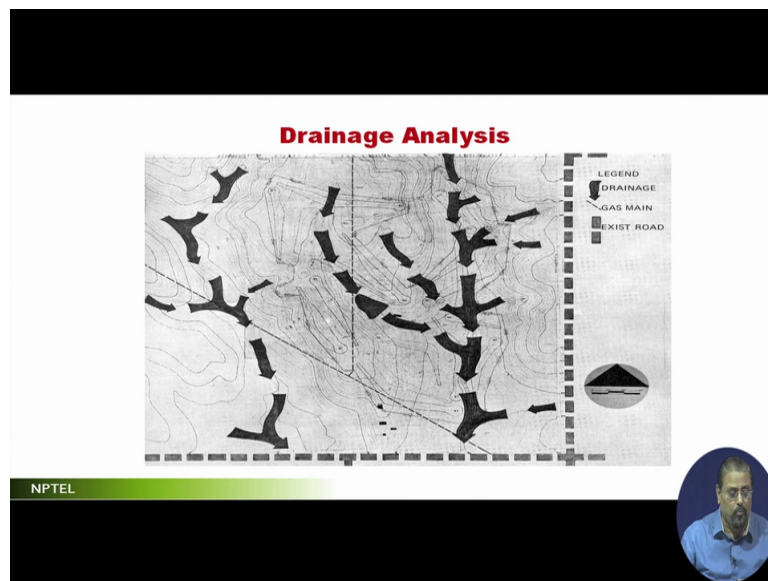 Drainage Analysis
LEGEND
DRAINAGE
GAS MAIN
EXIST ROAD
NPTEL